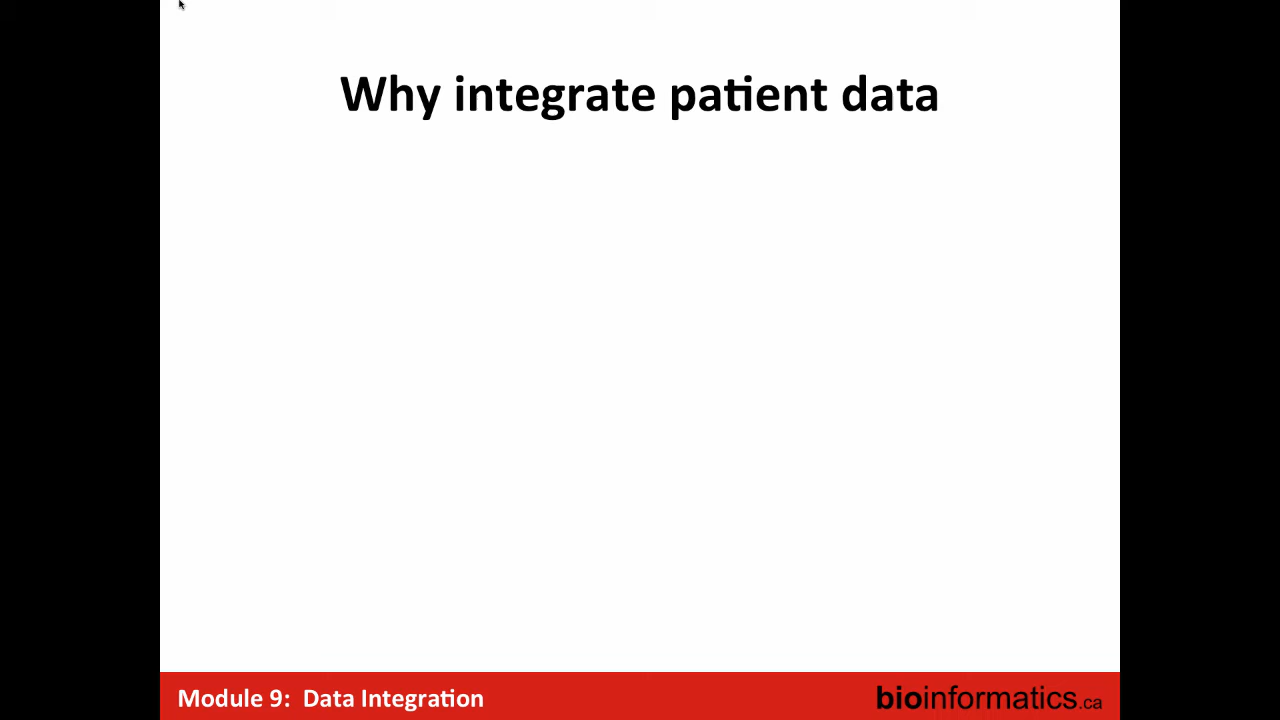 Why integrate patient data
Module 9: Data Integration
bioinformatics.ca